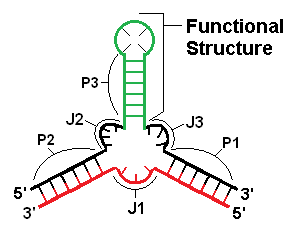 Functional
Structure
P3
J2
J3
P2
P1
5'
3'
3'
5'
J1